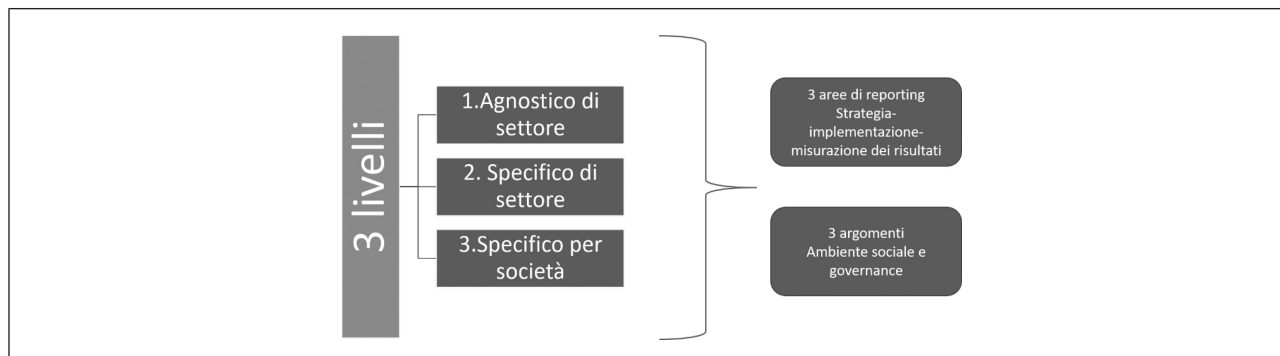 3 livelli
1.Agnostico di
settore
2. Specifico di
settore
3.Specifico per
società
3 aree di reporting
Strategia-
implementazione-
misurazione dei risultati
3 argomenti
Ambiente sociale e
governance